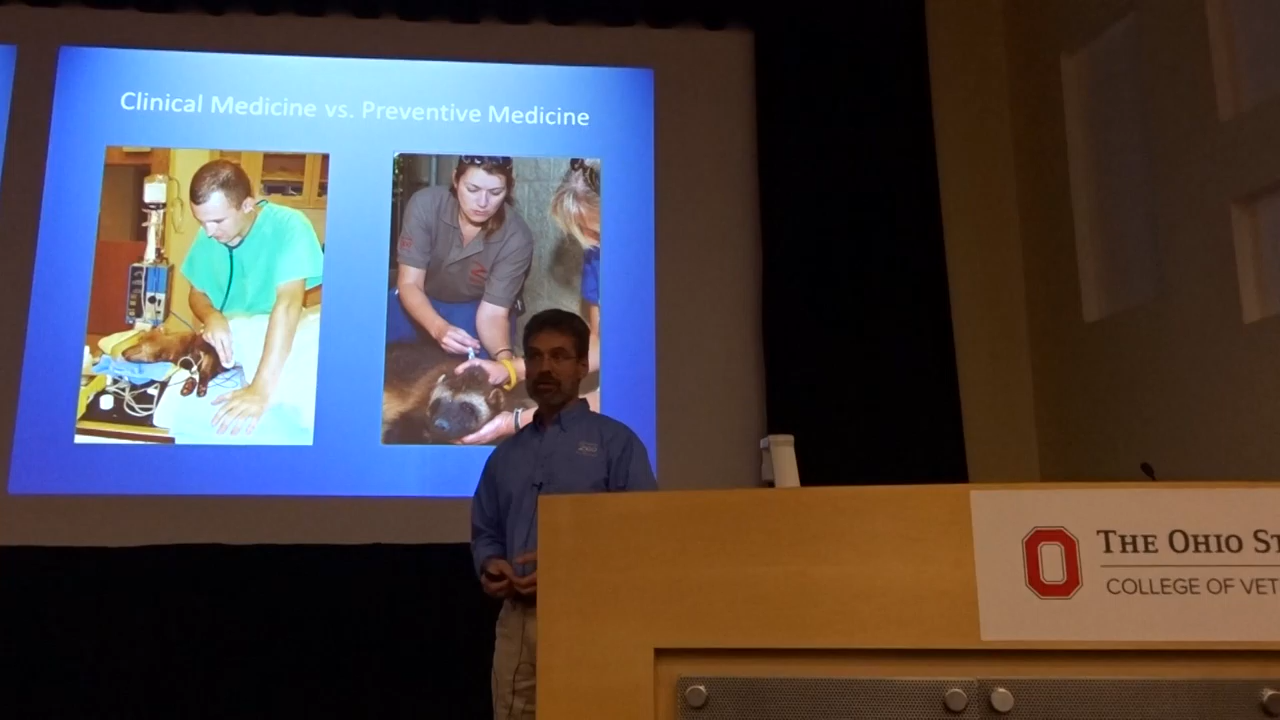 Clinical Medicine vs. Preventive Medicine
THE OHIO ST
COLLEGE OF VET